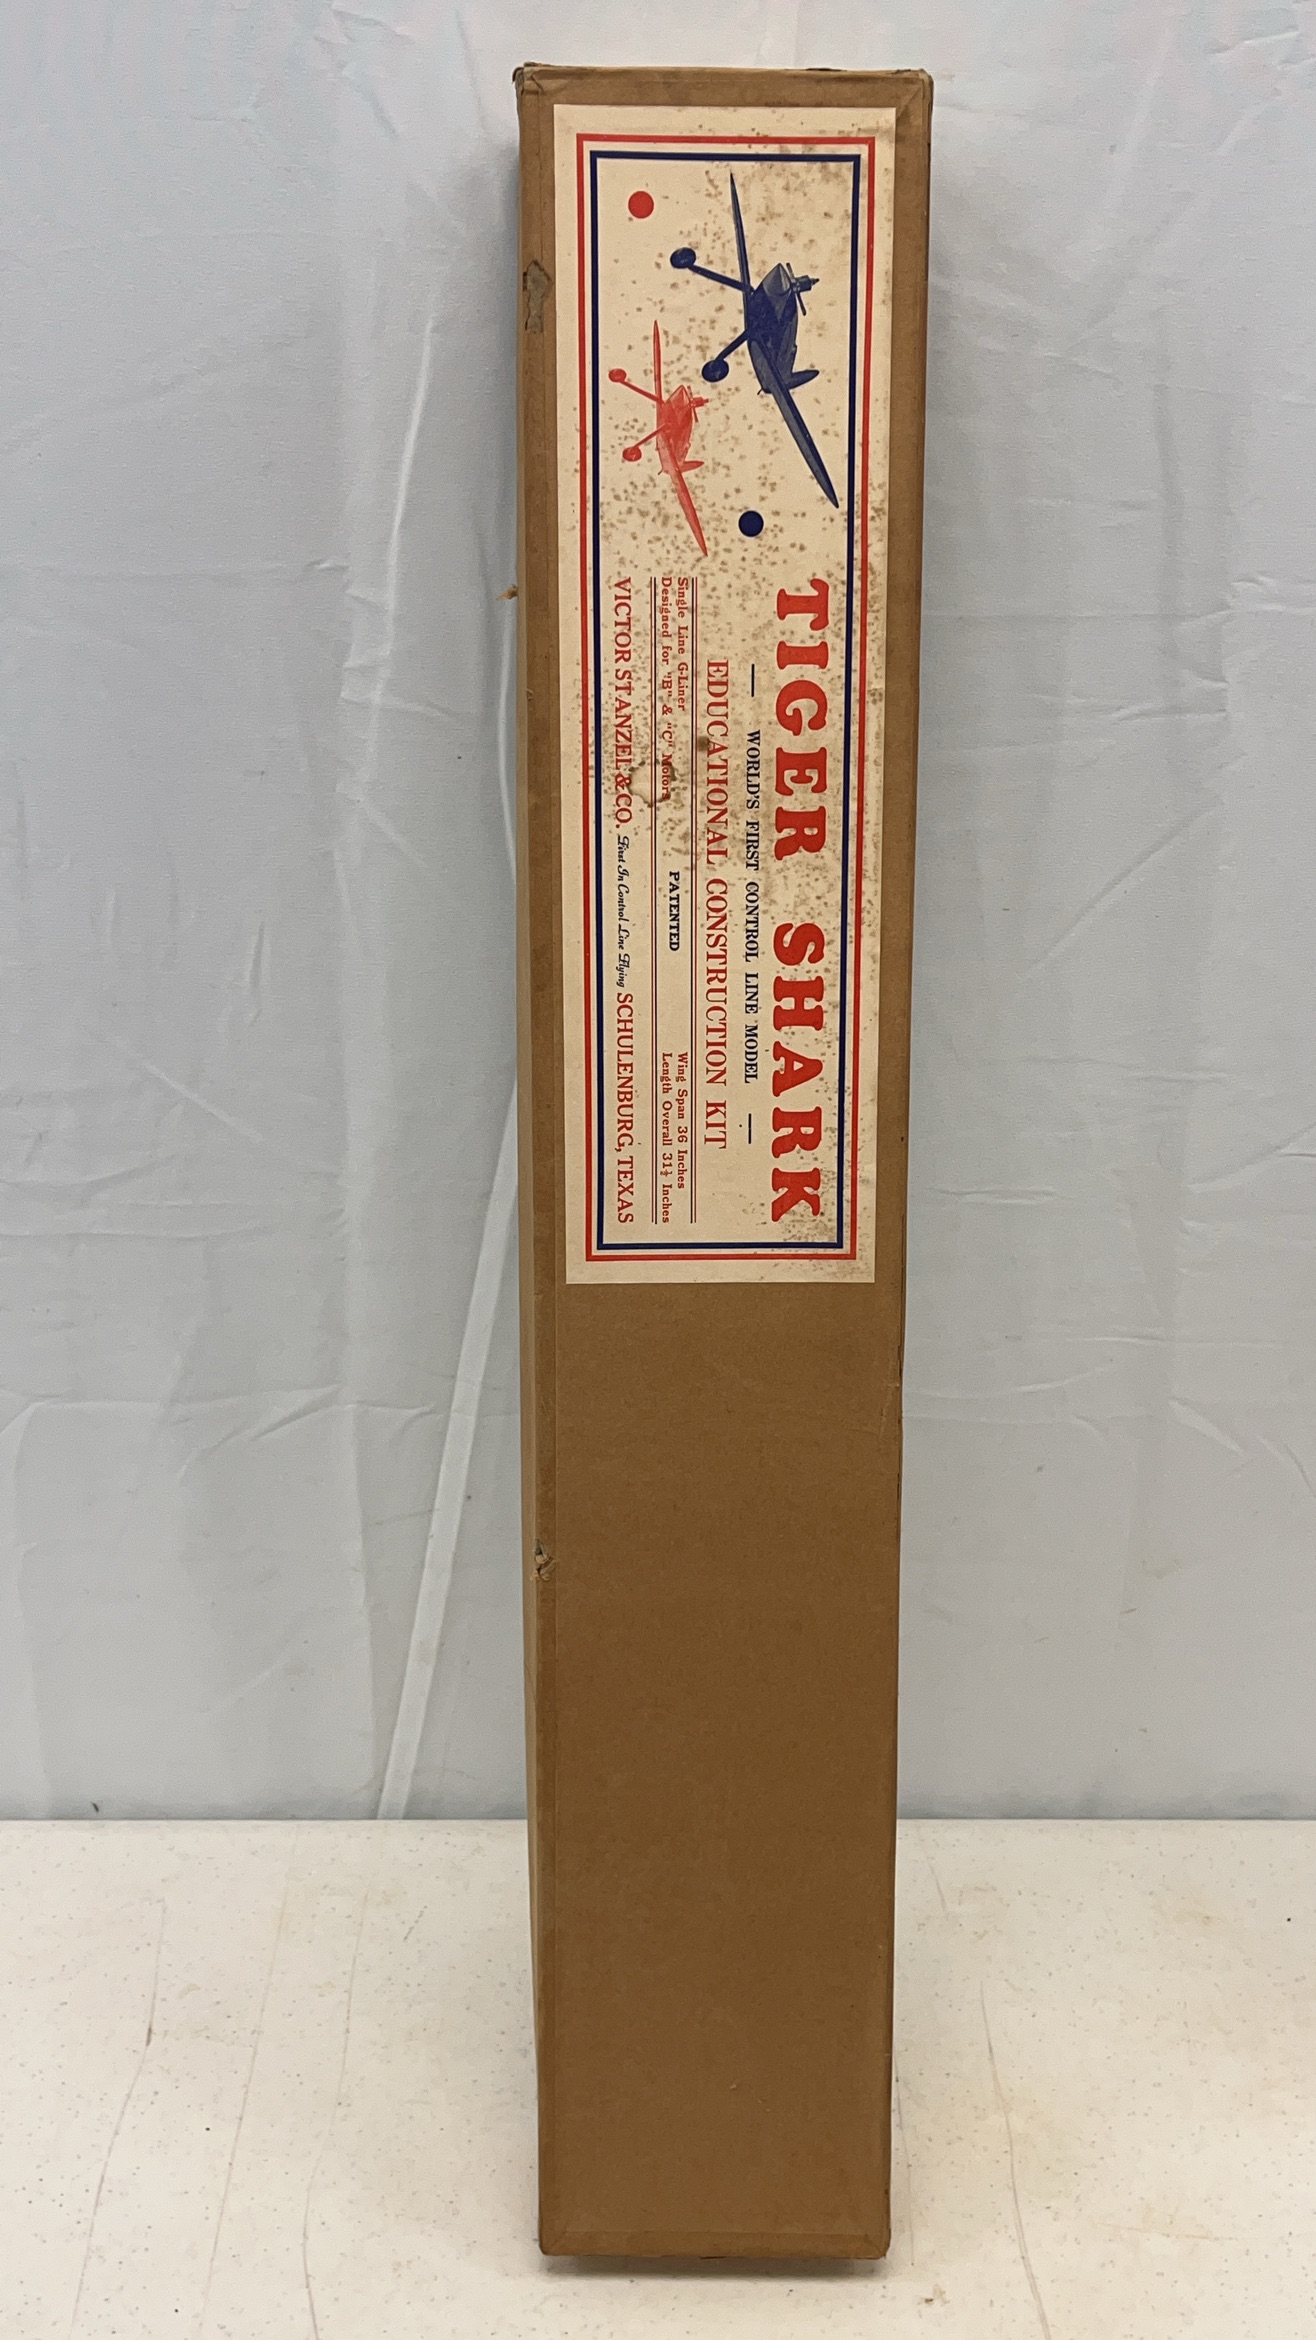 TIGER SHARK
— WORLD'S FIRST CONTROL LINE MODEL —
EDUCATIONAL CONSTRUCTION KIT
Single Line G-Liner
Designed for "B" & "C" Motors
PATENTED
Wing Span 36 Inches
Length Overall 31½ Inches
VICTOR STANZEL & CO. First In Control Line Flying SCHULENBURG, TEXAS